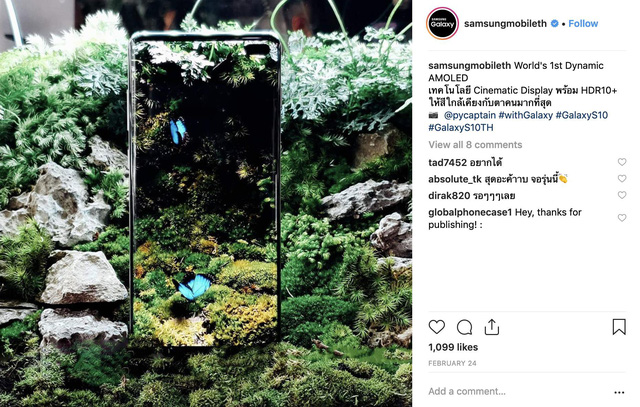 SAMSUNG
Galaxy
samsungmobileth • Follow
samsungmobileth World's 1st Dynamic
AMOLED
เทคโนโลยี Cinematic Display พร้อม HDR10+
ให้สีใกล้เคียงกับตาคนมากที่สุด
📷 @pycaptain #withGalaxy #GalaxyS10
#GalaxyS10TH
View all 8 comments
tad7452 อยากได้
absolute_tk สุดอะค้าาบ จอรุ่นนี้👏
dirak820 รอๆๆๆเลย
globalphonecase1 Hey, thanks for
publishing! :
1,099 likes
FEBRUARY 24
Add a comment...